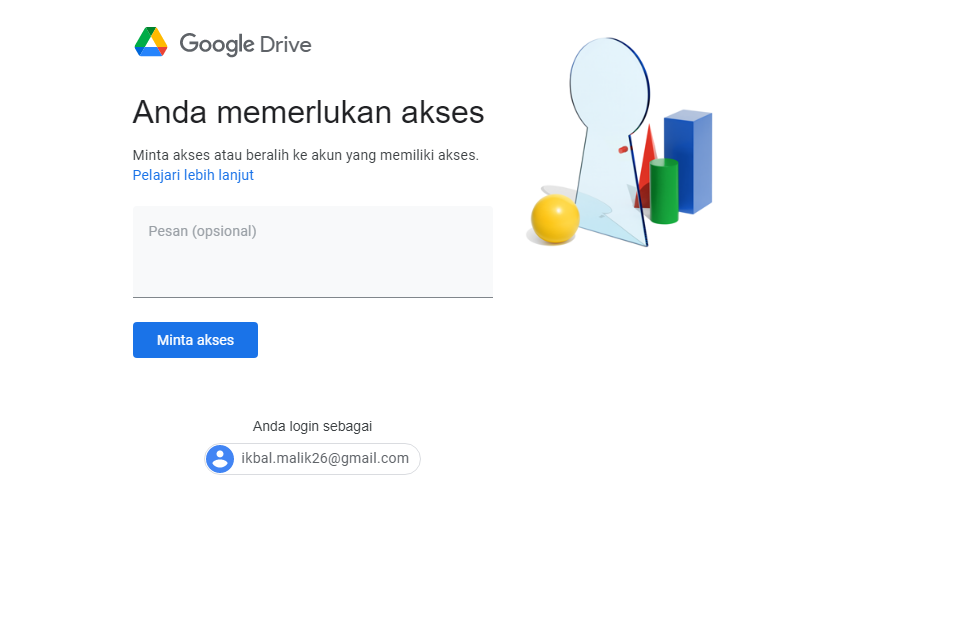 Google Drive
Anda memerlukan akses
Minta akses atau beralih ke akun yang memiliki akses.
Pelajari lebih lanjut
Pesan (opsional)
Minta akses
Anda login sebagai
ikbal.malik26@gmail.com